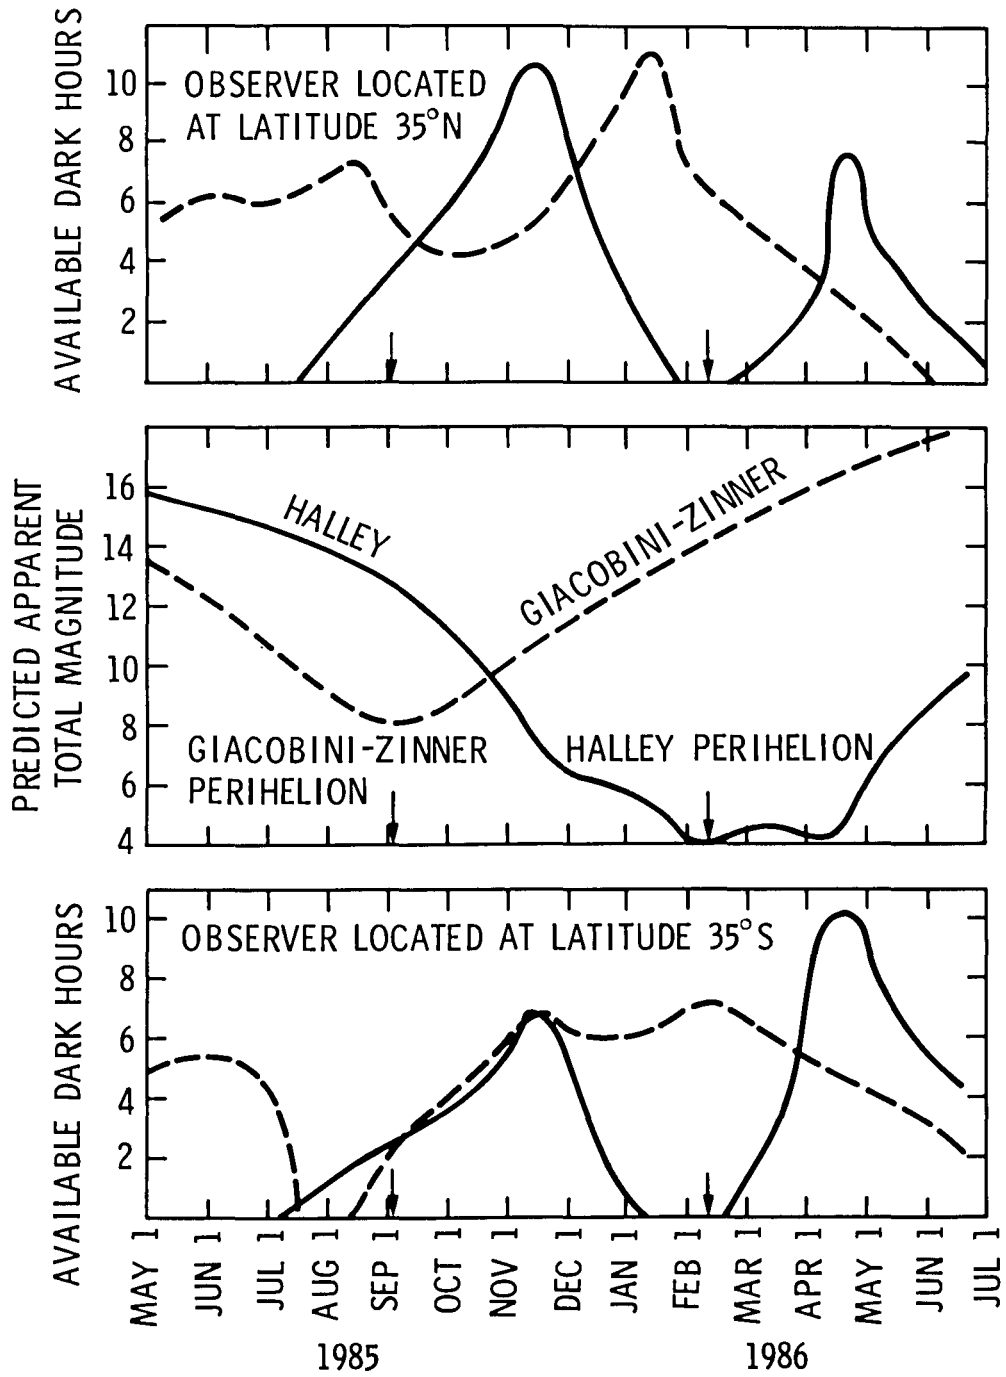 AVAILABLE DARK HOURS
10
8
6
4
2
OBSERVER LOCATED
AT LATITUDE 35°N
PREDICTED APPARENT
TOTAL MAGNITUDE
16
14
12
10
8
6
4
HALLEY
GIACOBINI-ZINNER
GIACOBINI-ZINNER
PERIHELION
HALLEY PERIHELION
AVAILABLE DARK HOURS
10
8
6
4
2
OBSERVER LOCATED AT LATITUDE 35°S
MAY 1
JUN 1
JUL 1
AUG 1
SEP 1
OCT 1
NOV 1
DEC 1
JAN 1
FEB 1
MAR 1
APR 1
MAY 1
JUN 1
JUL 1
1985
1986